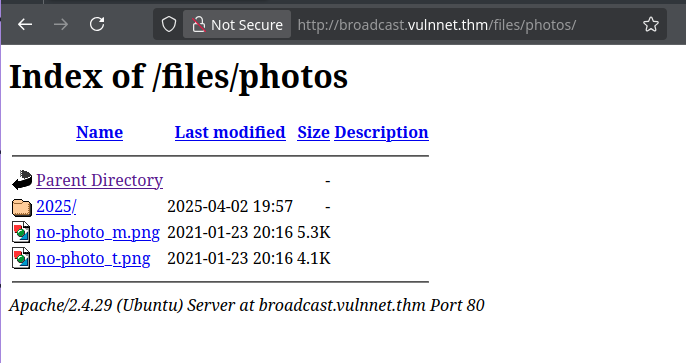 Not Secure http://broadcast.vulnnet.thm/files/photos/
Index of /files/photos
Name Last modified Size Description
Parent Directory -
2025/ 2025-04-02 19:57 -
no-photo_m.png 2021-01-23 20:16 5.3K
no-photo_t.png 2021-01-23 20:16 4.1K
Apache/2.4.29 (Ubuntu) Server at broadcast.vulnnet.thm Port 80